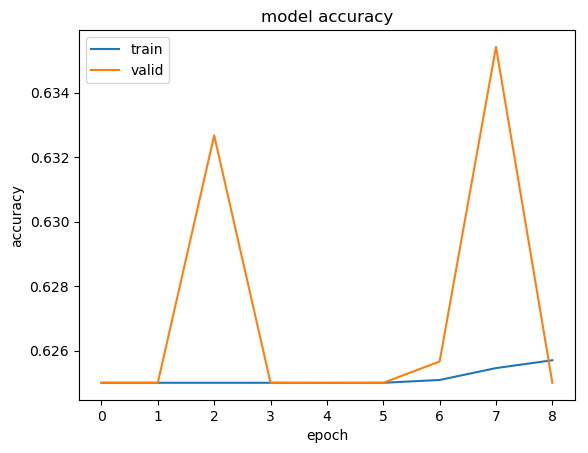 model accuracy
train
valid
0.634
0.632
0.630
0.628
0.626
accuracy
0 1 2 3 4 5 6 7 8
epoch